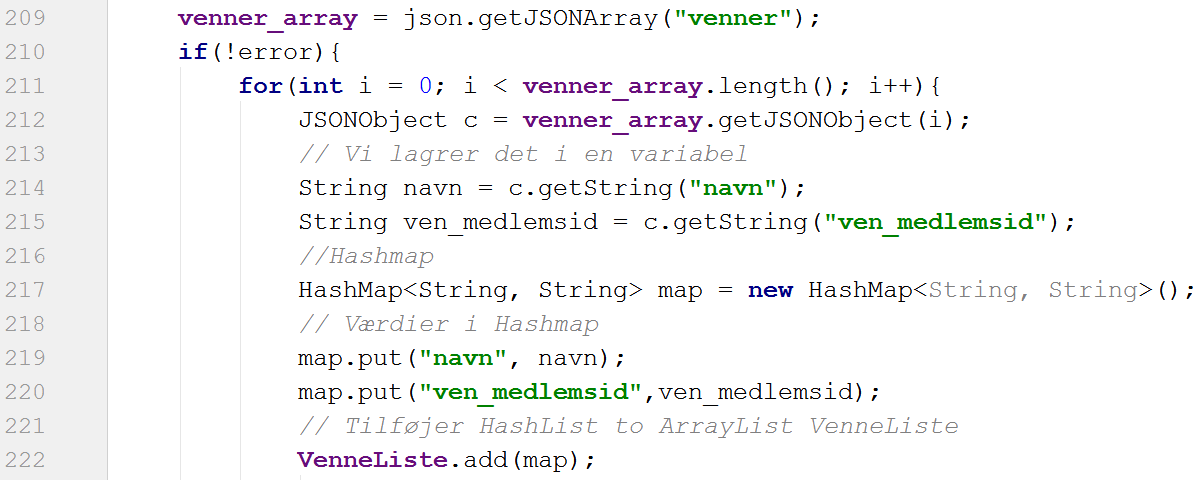 209 venner_array = json.getJSONArray("venner");
210 if(!error){
211 for(int i = 0; i < venner_array.length(); i++){
212 JSONObject c = venner_array.getJSONObject(i);
213 // Vi lagrer det i en variabel
214 String navn = c.getString("navn");
215 String ven_medlemsid = c.getString("ven_medlemsid");
216 //Hashmap
217 HashMap<String, String> map = new HashMap<String, String>();
218 // Værdier i Hashmap
219 map.put("navn", navn);
220 map.put("ven_medlemsid",ven_medlemsid);
221 // Tilføjer HashList to ArrayList VenneListe
222 VenneListe.add(map);